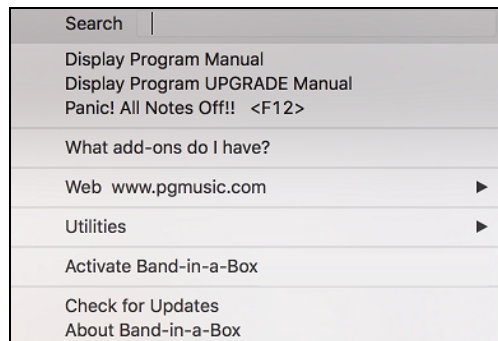 Search
Display Program Manual
Display Program UPGRADE Manual
Panic! All Notes Off!! <F12>
What add-ons do I have?
Web www.pgmusic.com
Utilities
Activate Band-in-a-Box
Check for Updates
About Band-in-a-Box